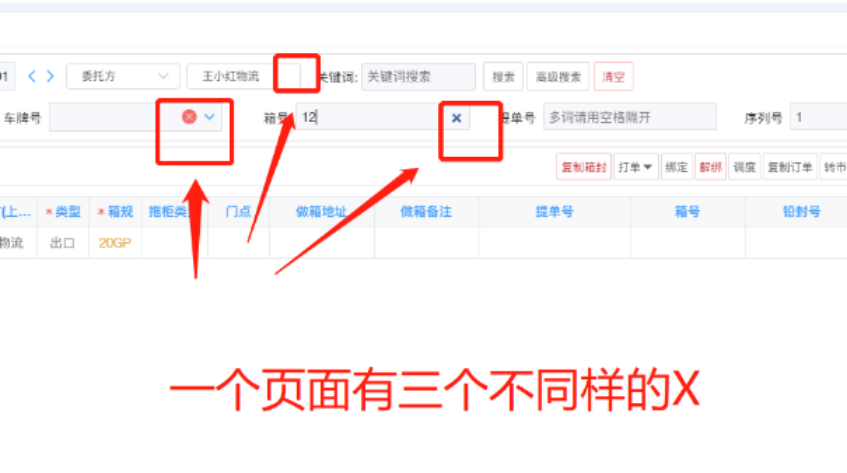 01 委托方 王小红物流 关键词: 关键词搜索 搜索 高级搜索 清空
车牌号 箱号 12 提单号 多词请用空格隔开 序列号 1
复制箱封 打单 绑定 解绑 调度 复制订单 转市
(上... *类型 *箱规 拖柜类 门点 做箱地址 做箱备注 提单号 箱号 铅封号
物流 出口 20GP
一个页面有三个不同样的X